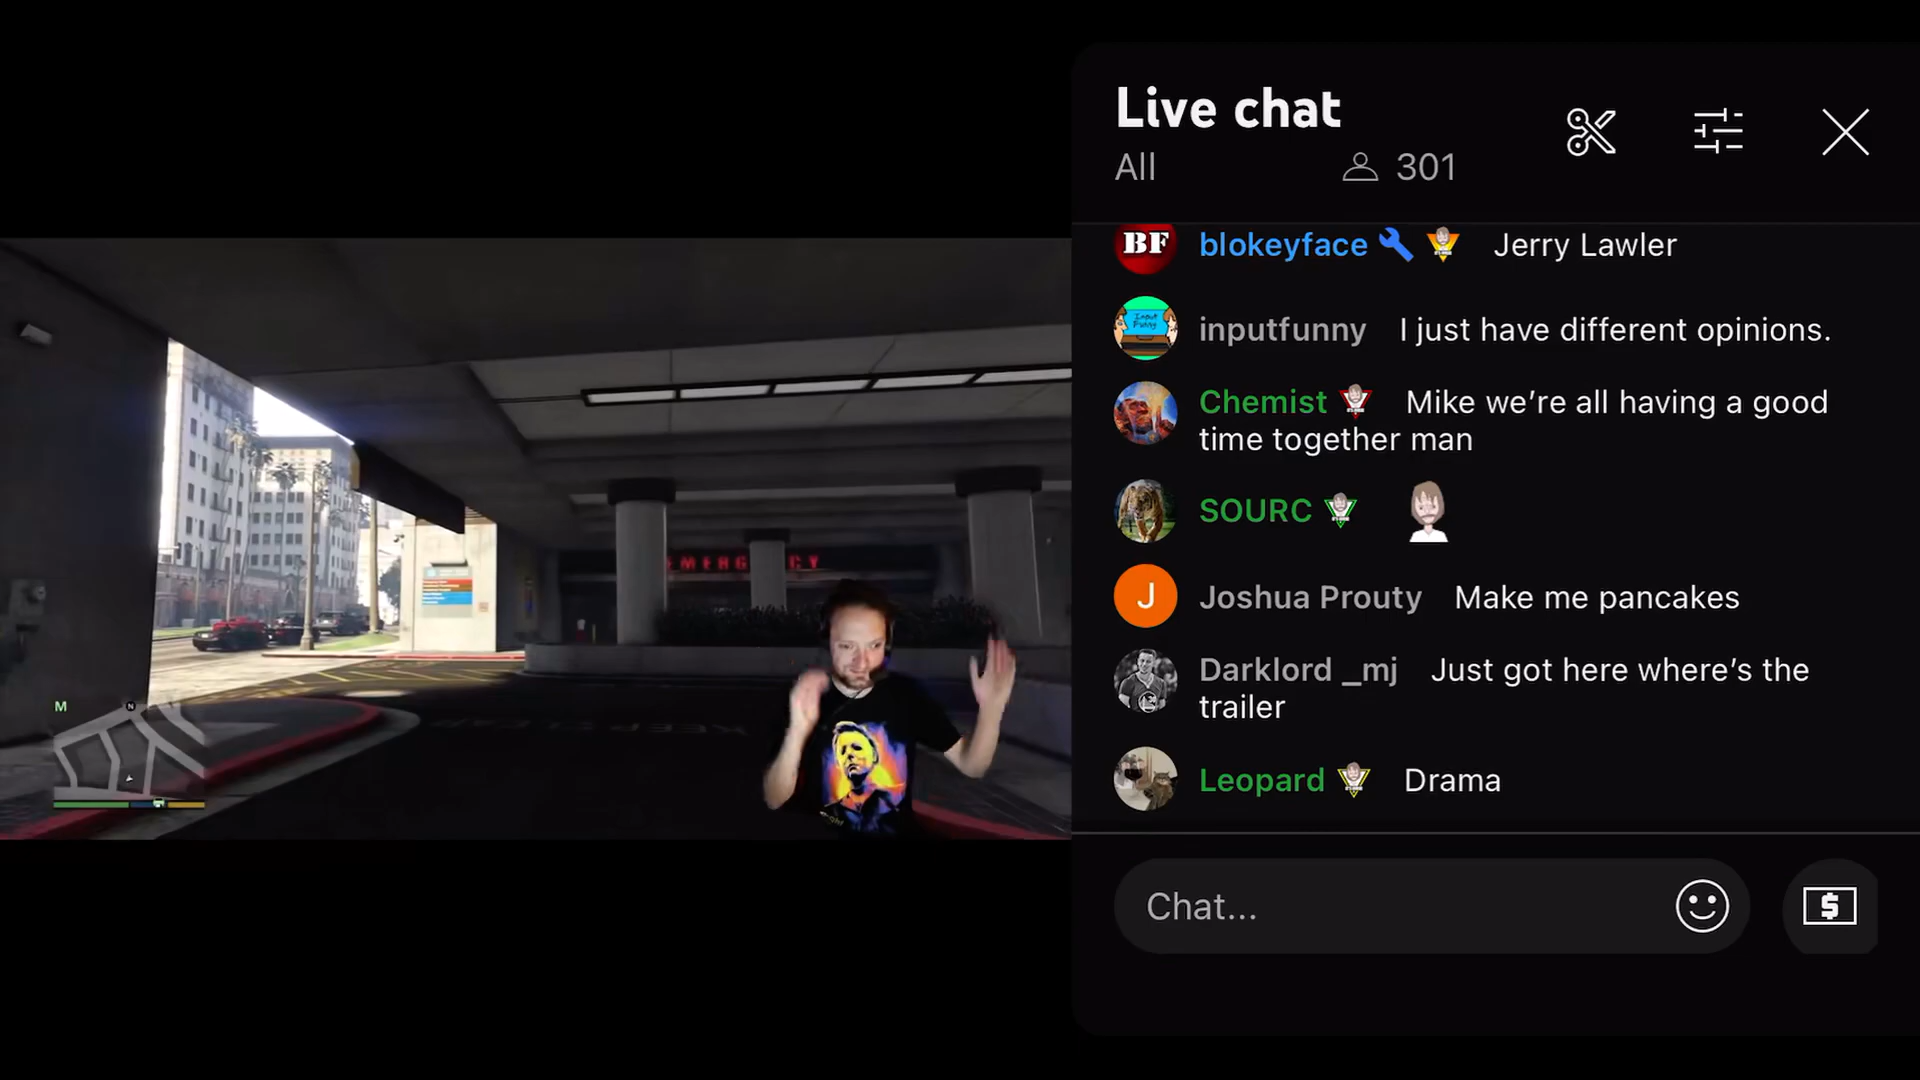 Live chat
All 301
BF blokeyface Jerry Lawler
Input Funny inputfunny I just have different opinions.
Chemist Mike we're all having a good
time together man
SOURC
J Joshua Prouty Make me pancakes
Darklord _mj Just got here where's the
trailer
Leopard Drama
Chat...
M
N